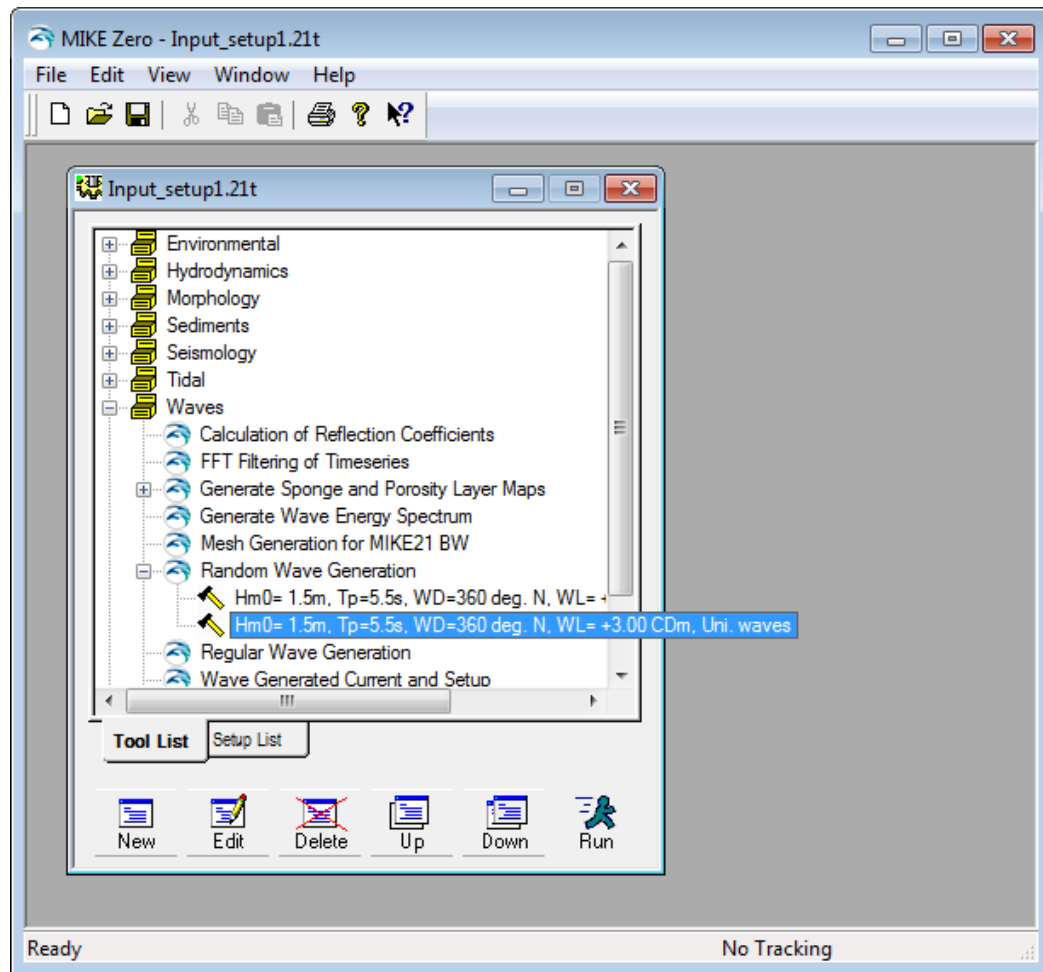 MIKE Zero - Input_setup1.21t
File Edit View Window Help
Input_setup1.21t
Environmental
Hydrodynamics
Morphology
Sediments
Seismology
Tidal
Waves
Calculation of Reflection Coefficients
FFT Filtering of Timeseries
Generate Sponge and Porosity Layer Maps
Generate Wave Energy Spectrum
Mesh Generation for MIKE21 BW
Random Wave Generation
Hm0= 1.5m, Tp=5.5s, WD=360 deg. N, WL= +
Hm0= 1.5m, Tp=5.5s, WD=360 deg. N, WL= +3.00 CDm, Uni. waves
Regular Wave Generation
Wave Generated Current and Setup
Tool List Setup List
New Edit Delete Up Down Run
Ready No Tracking